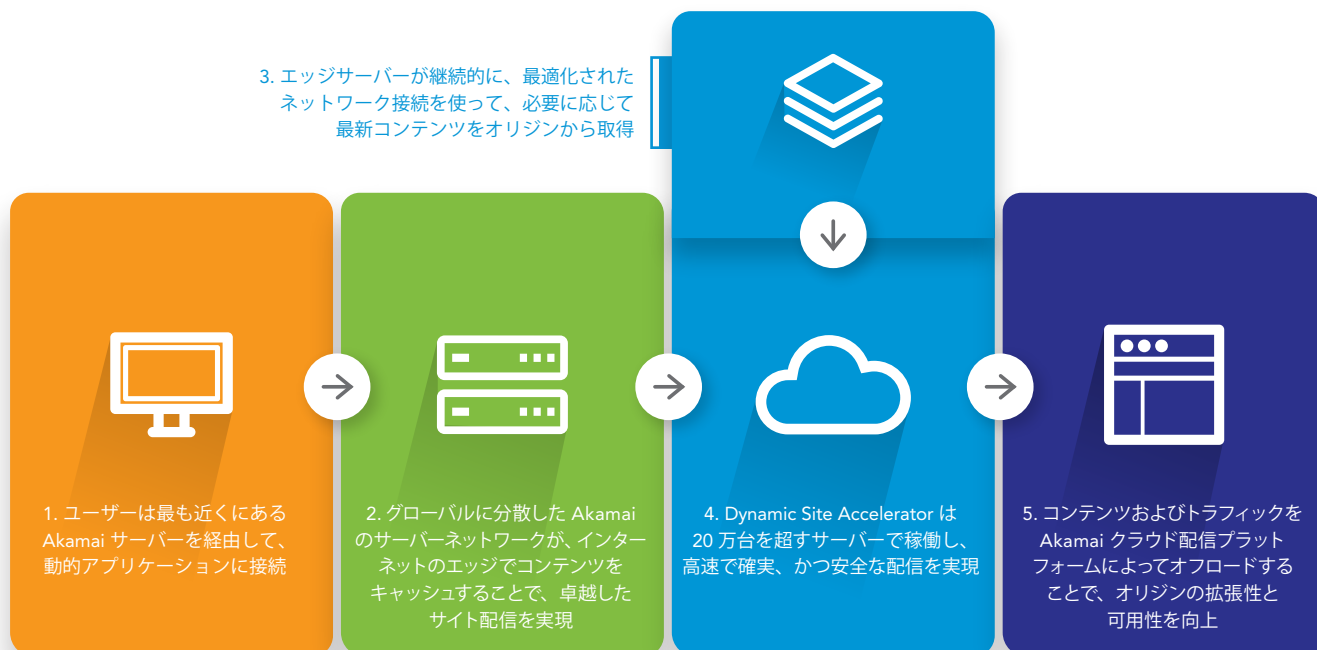 1. ユーザーは最も近くにある
Akamai サーバーを経由して、
動的アプリケーションに接続
2. グローバルに分散した Akamai
のサーバーネットワークが、インター
ネットのエッジでコンテンツを
キャッシュすることで、卓越した
サイト配信を実現
3. エッジサーバーが継続的に、最適化された
ネットワーク接続を使って、必要に応じて
最新コンテンツをオリジンから取得
4. Dynamic Site Accelerator は
20 万台を超すサーバーで稼働し、
高速で確実、かつ安全な配信を実現
5. コンテンツおよびトラフィックを
Akamai クラウド配信プラット
フォームによってオフロードする
ことで、オリジンの拡張性と
可用性を向上